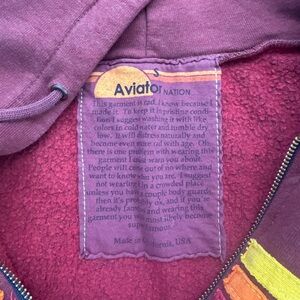 S
Aviator NATION
This garment is rad. I know because I
made it. To keep it in pristine condi-
tion I suggest washing it with like
colors in cold water and tumble dry
low. It will distress naturally and
become even more rad with age. Oh,
there is one problem with wearing this
garment I must warn you about.
People will come out of no where and
want to know who you are. I suggest
not wearing it in a crowded place
unless you have a couple body guards,
then it's probably ok, and if you're
already famous and wearing this
garment you will most likely become
super famous.
Made in California, USA